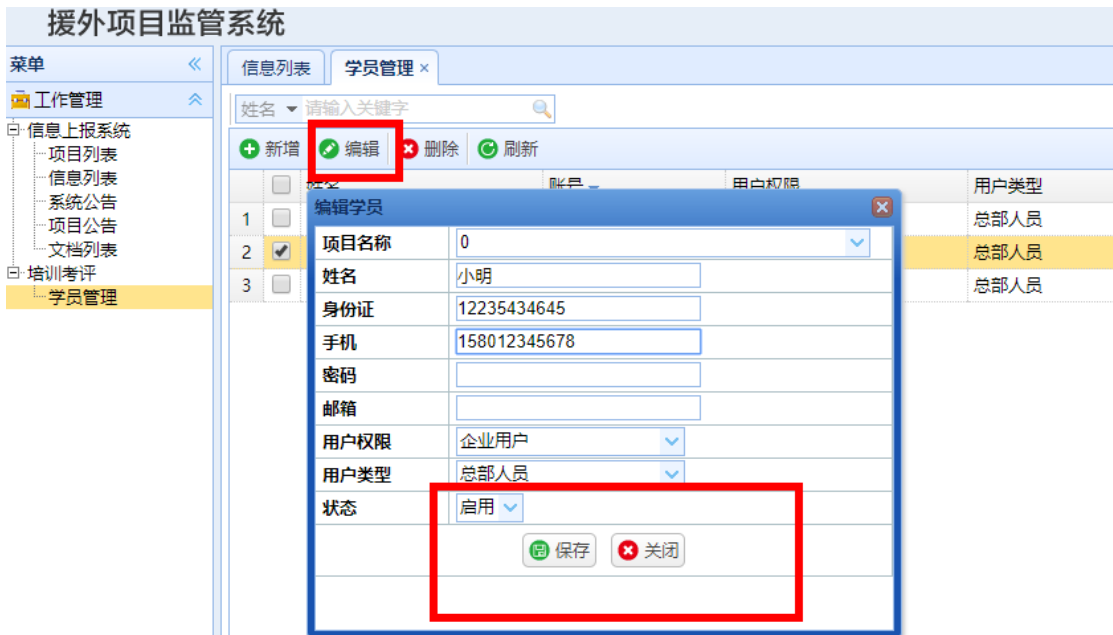 援外项目监管系统
菜单
工作管理
信息上报系统
项目列表
信息列表
系统公告
项目公告
文档列表
培训考评
学员管理
信息列表 学员管理 ×
姓名 请输入关键字
新增 编辑 删除 刷新
姓名 账号 用户权限 用户类型
1 总部人员
2 总部人员
3 总部人员
编辑学员
项目名称 0
姓名 小明
身份证 12235434645
手机 158012345678
密码
邮箱
用户权限 企业用户
用户类型 总部人员
状态 启用
保存 关闭